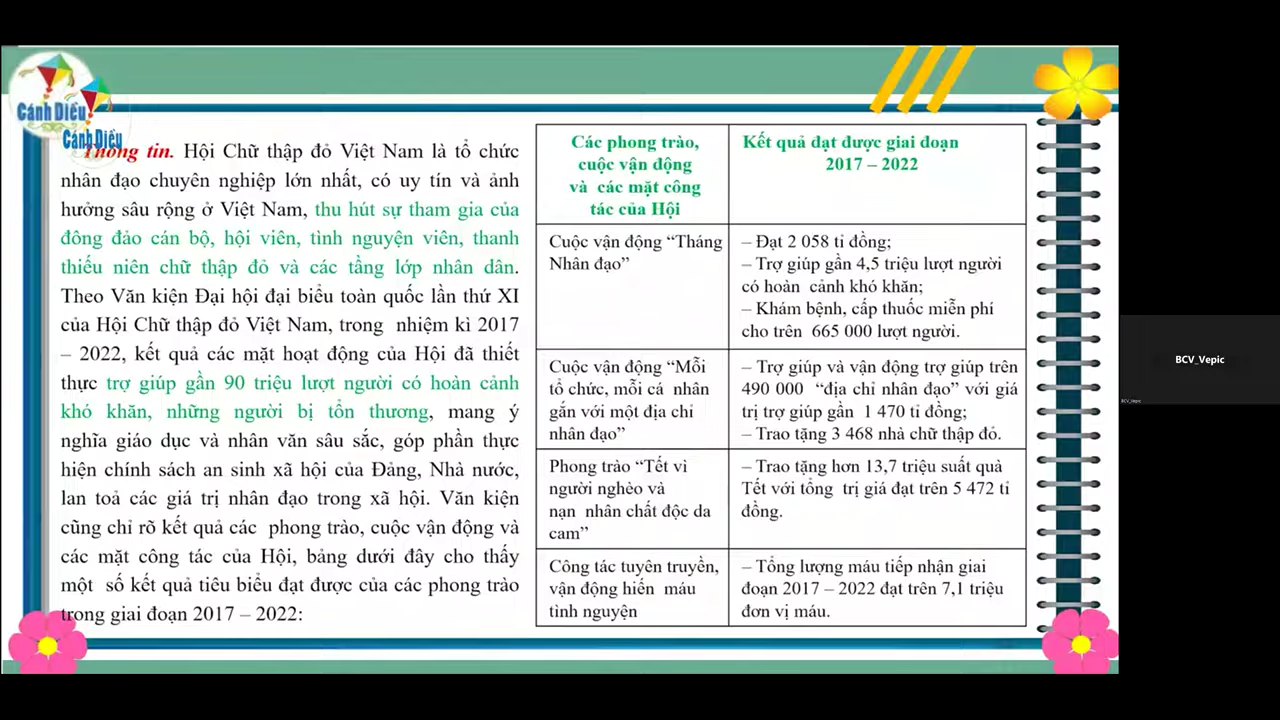 Cánh Diều
Cánh Diều
Thông tin. Hội Chữ thập đỏ Việt Nam là tổ chức
nhân đạo chuyên nghiệp lớn nhất, có uy tín và ảnh
hưởng sâu rộng ở Việt Nam, thu hút sự tham gia của
đông đảo cán bộ, hội viên, tình nguyện viên, thanh
thiếu niên chữ thập đỏ và các tầng lớp nhân dân.
Theo Văn kiện Đại hội đại biểu toàn quốc lần thứ XI
của Hội Chữ thập đỏ Việt Nam, trong nhiệm kì 2017
– 2022, kết quả các mặt hoạt động của Hội đã thiết
thực trợ giúp gần 90 triệu lượt người có hoàn cảnh
khó khăn, những người bị tổn thương, mang ý
nghĩa giáo dục và nhân văn sâu sắc, góp phần thực
hiện chính sách an sinh xã hội của Đảng, Nhà nước,
lan toả các giá trị nhân đạo trong xã hội. Văn kiện
cũng chỉ rõ kết quả các phong trào, cuộc vận động và
các mặt công tác của Hội, bảng dưới đây cho thấy
một số kết quả tiêu biểu đạt được của các phong trào
trong giai đoạn 2017 – 2022:
Các phong trào,
cuộc vận động
và các mặt công
tác của Hội
Kết quả đạt được giai đoạn
2017 – 2022
Cuộc vận động “Tháng
Nhân đạo”
– Đạt 2 058 tỉ đồng;
– Trợ giúp gần 4,5 triệu lượt người
có hoàn cảnh khó khăn;
– Khám bệnh, cấp thuốc miễn phí
cho trên 665 000 lượt người.
Cuộc vận động “Mỗi
tổ chức, mỗi cá nhân
gắn với một địa chỉ
nhân đạo”
– Trợ giúp và vận động trợ giúp trên
490 000 “địa chỉ nhân đạo” với giá
trị trợ giúp gần 1 470 tỉ đồng;
– Trao tặng 3 468 nhà chữ thập đỏ.
Phong trào “Tết vì
người nghèo và
nạn nhân chất độc da
cam”
– Trao tặng hơn 13,7 triệu suất quà
Tết với tổng trị giá đạt trên 5 472 tỉ
đồng.
Công tác tuyên truyền,
vận động hiến máu
tình nguyện
– Tổng lượng máu tiếp nhận giai
đoạn 2017 – 2022 đạt trên 7,1 triệu
đơn vị máu.
BCV_Vepic
BCV_Vepic